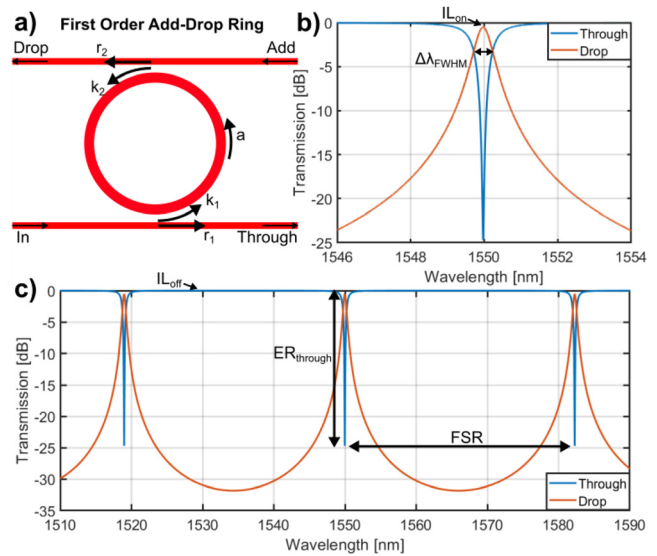 a) First Order Add-Drop Ring
Drop r2 Add
k2
a
k1
In r1 Through
b)
ILon
Through
Drop
ΔλFWHM
Transmission [dB]
0
-5
-10
-15
-20
-25
1546 1548 1550 1552 1554
Wavelength [nm]
c)
ILoff
ERthrough
FSR
Transmission [dB]
0
-5
-10
-15
-20
-25
-30
-35
Through
Drop
1510 1520 1530 1540 1550 1560 1570 1580 1590
Wavelength [nm]